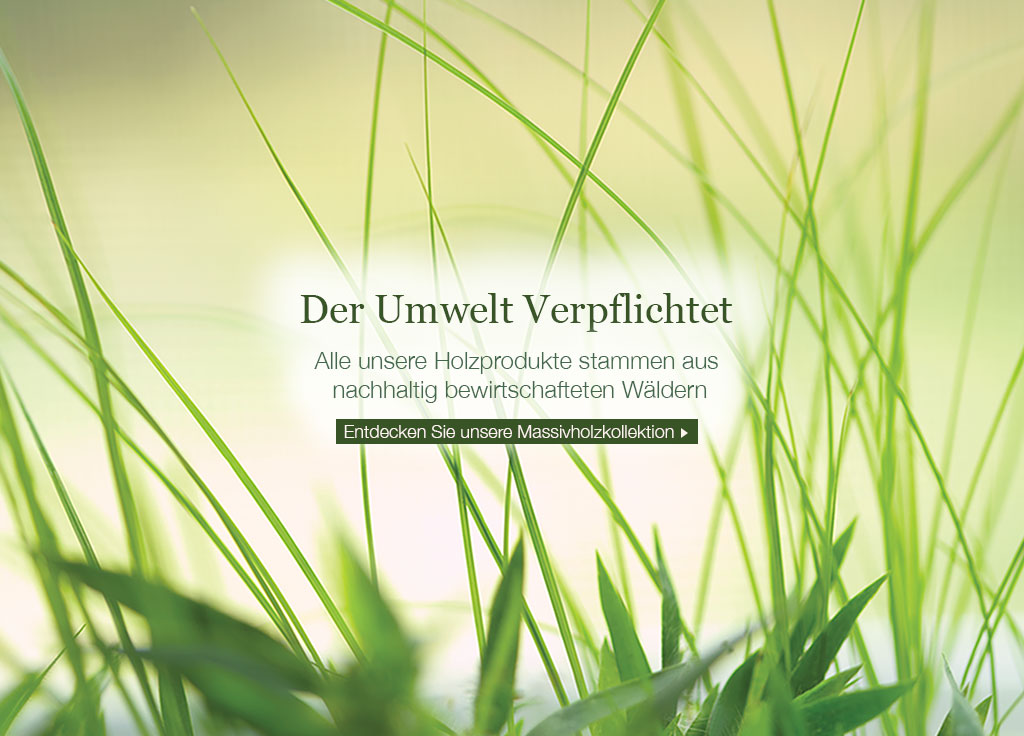 Der Umwelt Verpflichtet
Alle unsere Holzprodukte stammen aus
nachhaltig bewirtschafteten Wäldern
Entdecken Sie unsere Massivholzkollektion